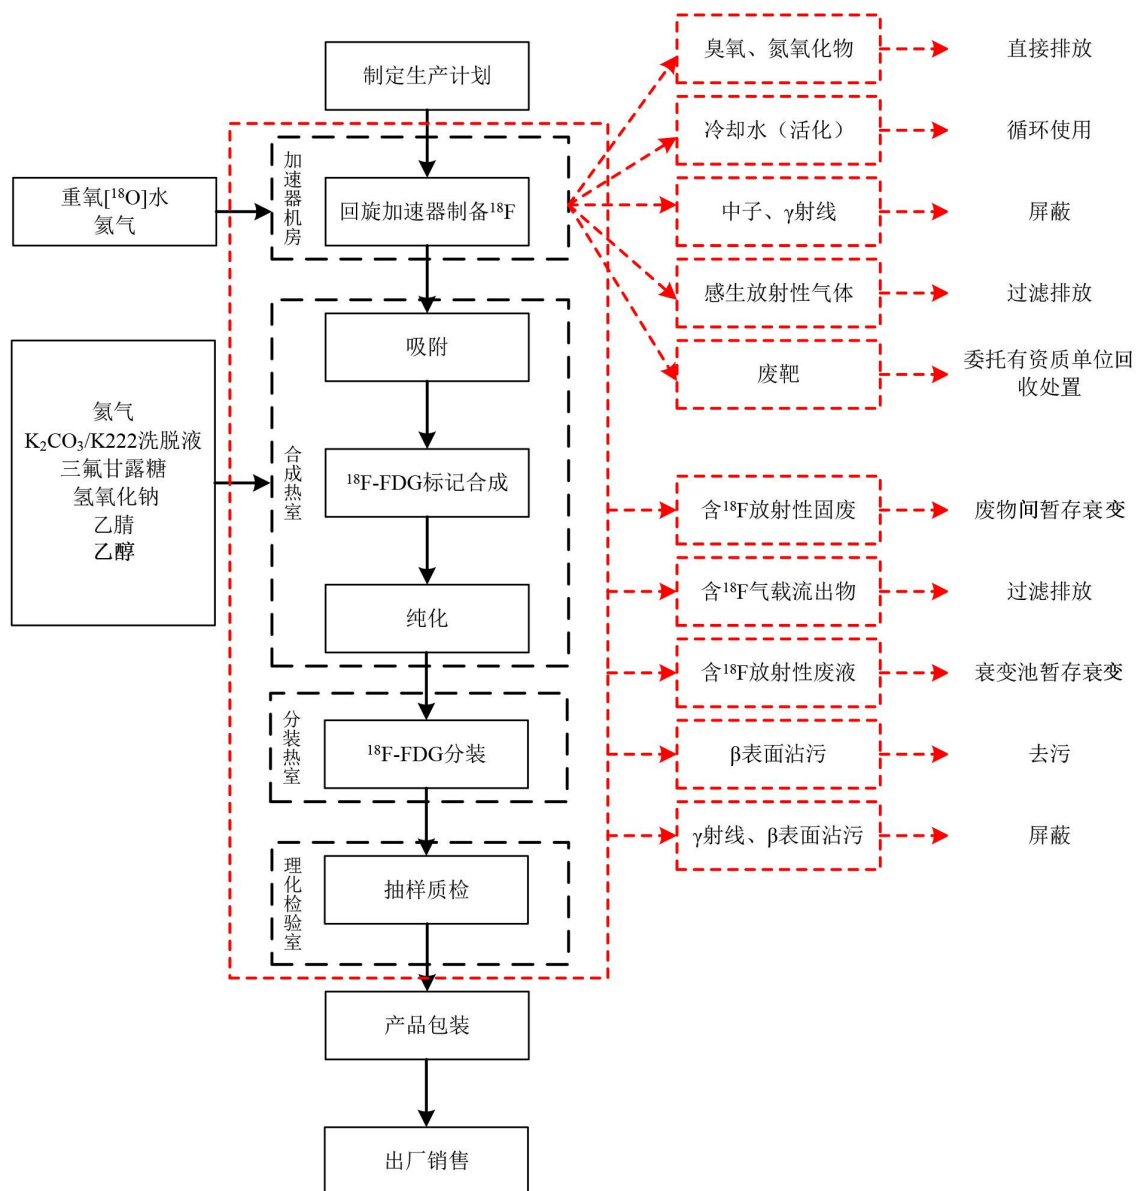 制定生产计划
加速器机房
重氧[¹⁸O]水
氦气
回旋加速器制备¹⁸F
臭氧、氮氧化物
直接排放
冷却水（活化）
循环使用
中子、γ射线
屏蔽
感生放射性气体
过滤排放
废靶
委托有资质单位回
收处置
氦气
K₂CO₃/K222洗脱液
三氟甘露糖
氢氧化钠
乙腈
乙醇
合成热室
吸附
¹⁸F-FDG标记合成
纯化
含¹⁸F放射性固废
废物间暂存衰变
含¹⁸F气载流出物
过滤排放
含¹⁸F放射性废液
衰变池暂存衰变
分装热室
¹⁸F-FDG分装
β表面沾污
去污
γ射线、β表面沾污
屏蔽
理化检验室
抽样质检
产品包装
出厂销售